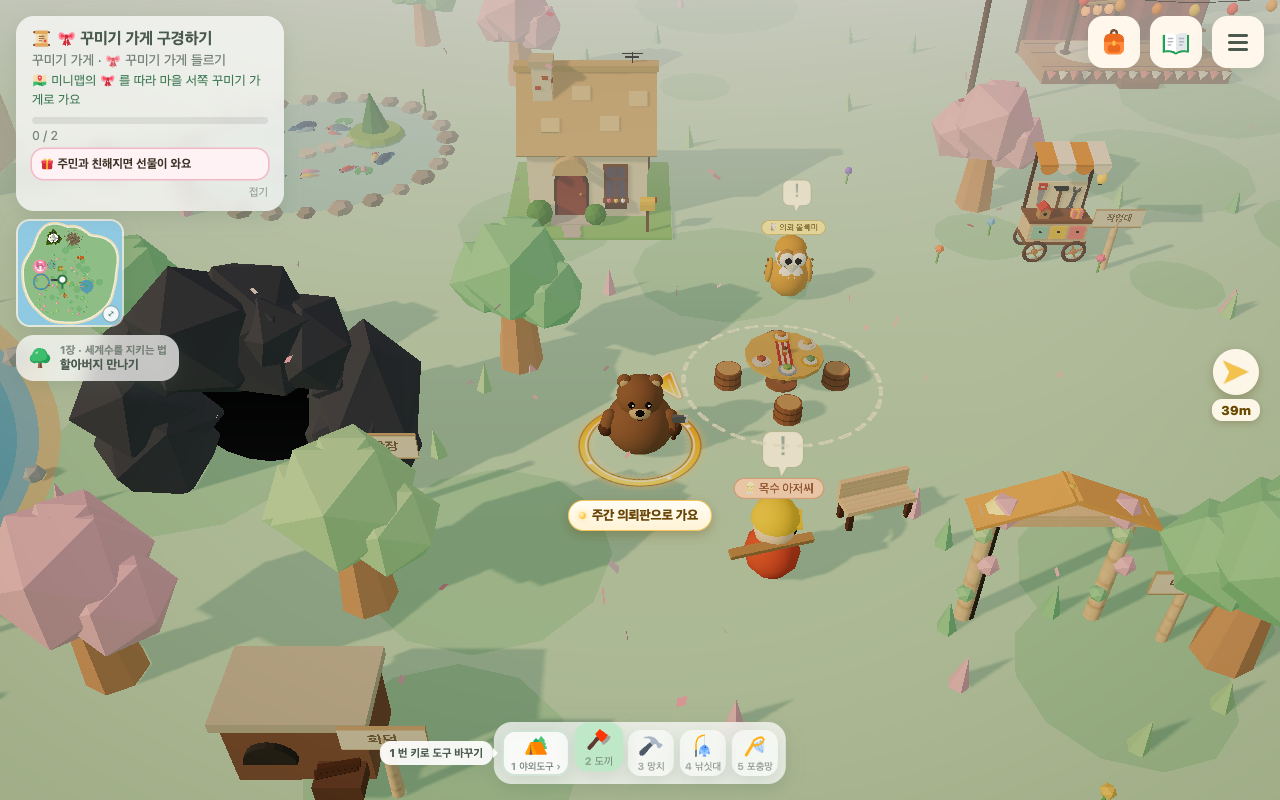 꾸미기 가게 구경하기
꾸미기 가게 · 꾸미기 가게 들르기
미니맵의 를 따라 마을 서쪽 꾸미기 가
게로 가요
0 / 2
주민과 친해지면 선물이 와요
접기
1장 · 세계수를 지키는 법
할아버지 만나기
!
의뢰 올빼미
작업대
39m
!
목수 아저씨
주간 의뢰판으로 가요
1 번 키로 도구 바꾸기
1 야외도구 ›
2 도끼
3 망치
4 낚싯대
5 포충망